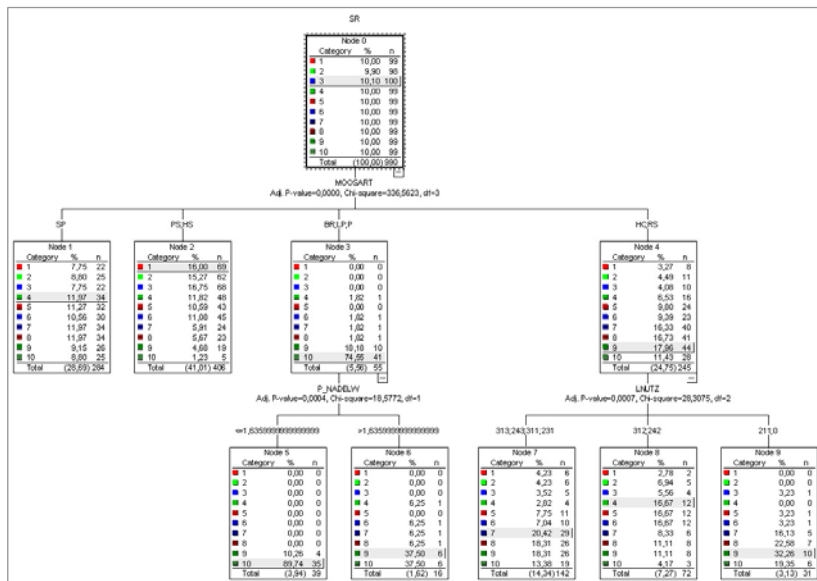 SR
Node 0
Category % n
1 10,00 99
2 9,90 98
3 10,10 100
4 10,00 99
5 10,00 99
6 10,00 99
7 10,00 99
8 10,00 99
9 10,00 99
10 10,00 99
Total (100,00) 990
MOOSART
Adj. P-value=0,0000, Chi-square=336,5623, df=3
SP
PS;HS
BR;LP;P
HC;RS
Node 1
Category % n
1 7,75 22
2 8,80 25
3 7,75 22
4 11,97 34
5 11,27 32
6 10,56 30
7 11,97 34
8 11,97 34
9 9,15 26
10 8,80 25
Total (28,69) 284
Node 2
Category % n
1 16,00 69
2 15,27 62
3 16,75 68
4 11,82 48
5 10,59 43
6 11,08 45
7 5,91 24
8 5,67 23
9 4,68 19
10 1,23 5
Total (41,01) 406
Node 3
Category % n
1 0,00 0
2 0,00 0
3 0,00 0
4 1,82 1
5 0,00 0
6 1,82 1
7 1,82 1
8 1,82 1
9 18,18 10
10 74,55 41
Total (5,56) 55
Node 4
Category % n
1 3,27 8
2 4,49 11
3 4,08 10
4 6,53 16
5 9,80 24
6 9,39 23
7 16,33 40
8 16,73 41
9 17,96 44
10 11,43 28
Total (24,75) 245
P_NADELW
Adj. P-value=0,0004, Chi-square=18,5772, df=1
LNUTZ
Adj. P-value=0,0007, Chi-square=28,3075, df=2
<=1,6359999999999999
>1,6359999999999999
313;243;311;231
312;242
211;0
Node 5
Category % n
1 0,00 0
2 0,00 0
3 0,00 0
4 0,00 0
5 0,00 0
6 0,00 0
7 0,00 0
8 0,00 0
9 10,26 4
10 89,74 35
Total (3,94) 39
Node 6
Category % n
1 0,00 0
2 0,00 0
3 0,00 0
4 6,25 1
5 0,00 0
6 6,25 1
7 6,25 1
8 6,25 1
9 37,50 6
10 37,50 6
Total (1,62) 16
Node 7
Category % n
1 4,23 6
2 4,23 6
3 3,52 5
4 2,82 4
5 7,75 11
6 7,04 10
7 20,42 29
8 18,31 26
9 18,31 26
10 13,38 19
Total (14,34) 142
Node 8
Category % n
1 2,78 2
2 6,94 5
3 5,56 4
4 16,67 12
5 16,67 12
6 16,67 12
7 8,33 6
8 11,11 8
9 11,11 8
10 4,17 3
Total (7,27) 72
Node 9
Category % n
1 0,00 0
2 0,00 0
3 3,23 1
4 0,00 0
5 3,23 1
6 3,23 1
7 16,13 5
8 22,58 7
9 32,26 10
10 19,35 6
Total (3,13) 31